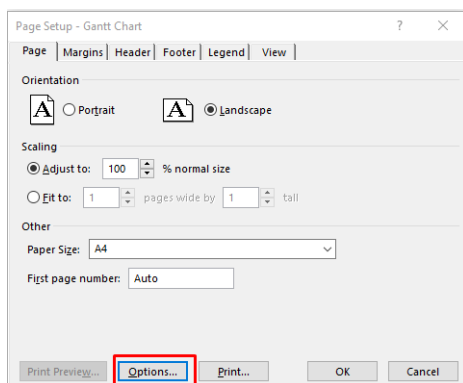 Page Setup - Gantt Chart ? ×
Page Margins Header Footer Legend View
Orientation
A Portrait A Landscape
Scaling
Adjust to: 100 % normal size
Fit to: 1 pages wide by 1 tall
Other
Paper Size: A4
First page number: Auto
Print Preview... Options... Print... OK Cancel